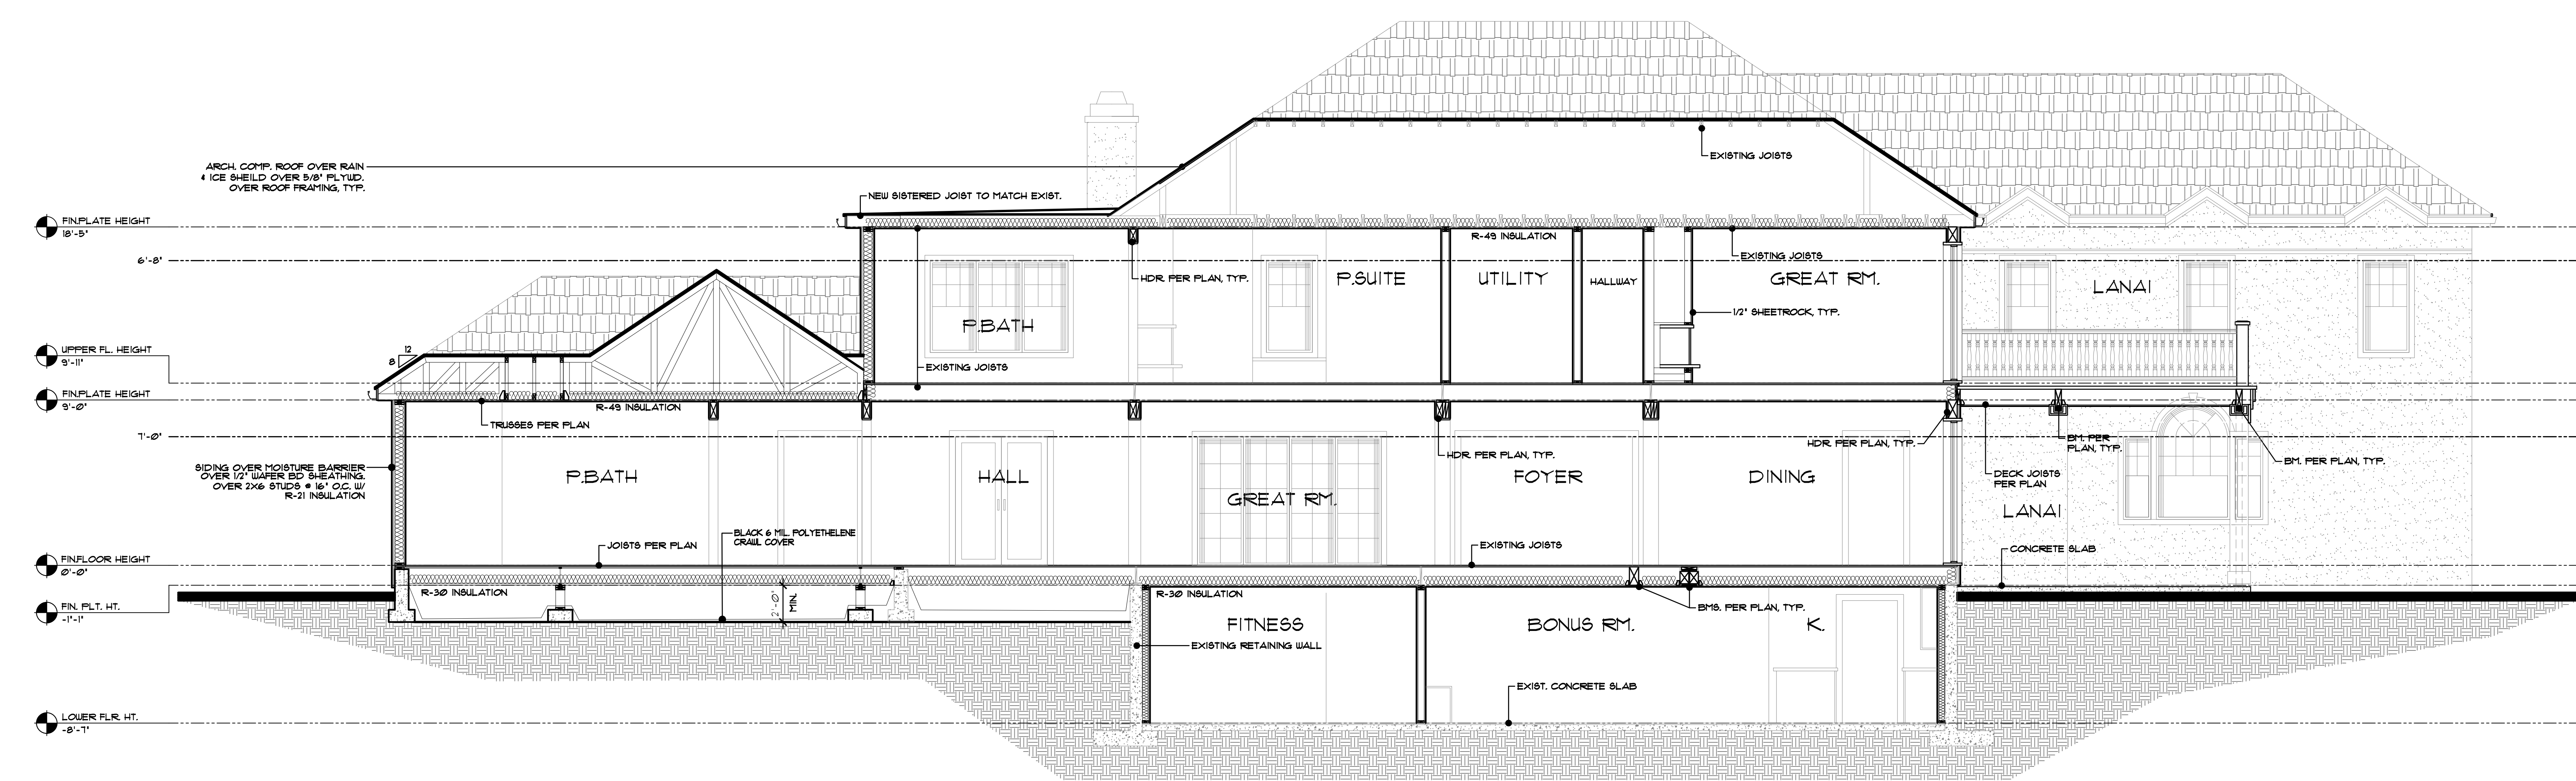 ARCH. COMP. ROOF OVER RAIN
& ICE SHEILD OVER 5/8" PLYWD.
OVER ROOF FRAMING, TYP.
EXISTING JOISTS
NEW SISTERED JOIST TO MATCH EXIST.
FIN.PLATE HEIGHT
18'-5"
R-49 INSULATION
EXISTING JOISTS
6'-8"
HDR. PER PLAN, TYP.
P.SUITE
UTILITY
HALLWAY
GREAT RM.
LANAI
P.BATH
1/2" SHEETROCK, TYP.
UPPER FL. HEIGHT
9'-11"
12
8
EXISTING JOISTS
FIN.PLATE HEIGHT
9'-0"
R-49 INSULATION
TRUSSES PER PLAN
7'-0"
HDR. PER PLAN, TYP.
BM. PER
PLAN, TYP.
HDR. PER PLAN, TYP.
BM. PER PLAN, TYP.
SIDING OVER MOISTURE BARRIER
OVER 1/2" WAFER BD SHEATHING.
OVER 2X6 STUDS @ 16" O.C. W/
R-21 INSULATION
P.BATH
HALL
GREAT RM.
FOYER
DINING
DECK JOISTS
PER PLAN
LANAI
BLACK 6 MIL. POLYETHELENE
CRAWL COVER
JOISTS PER PLAN
EXISTING JOISTS
CONCRETE SLAB
FIN.FLOOR HEIGHT
0'-0"
R-30 INSULATION
2'-0"
MIN.
R-30 INSULATION
BMS. PER PLAN, TYP.
FIN. PLT. HT.
-1'-1"
FITNESS
BONUS RM.
K.
EXISTING RETAINING WALL
EXIST. CONCRETE SLAB
LOWER FLR. HT.
-8'-7"